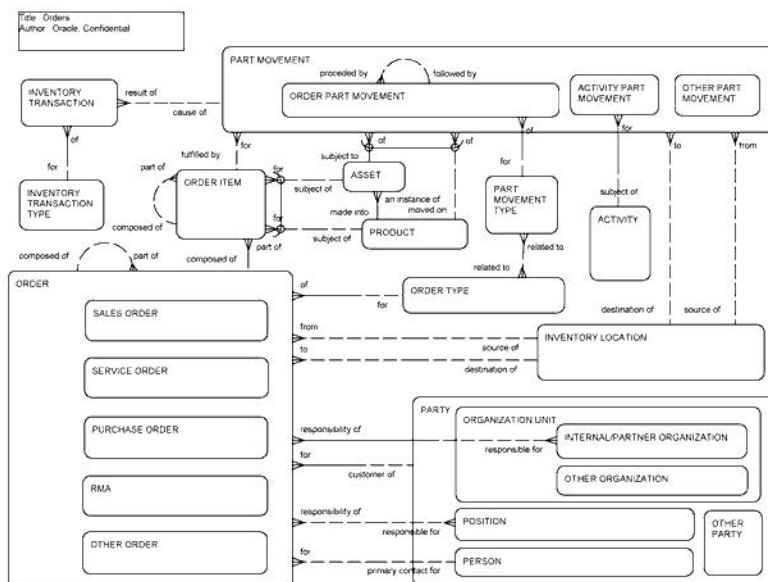 Title Orders
Author Oracle. Confidential
PART MOVEMENT
proceded by
followed by
ORDER PART MOVEMENT
ACTIVITY PART
MOVEMENT
OTHER PART
MOVEMENT
INVENTORY
TRANSACTION
result of
cause of
of
for
INVENTORY
TRANSACTION
TYPE
for
fulfilled by
part of
ORDER ITEM
composed of
for
subject of
for
subject of
of
of
subject to
ASSET
an instance of
made into
moved on
PRODUCT
of
for
PART
MOVEMENT
TYPE
related to
related to
for
subject of
ACTIVITY
to
from
destination of
source of
part of
composed of
composed of
part of
ORDER
of
for
ORDER TYPE
from
source of
to
destination of
INVENTORY LOCATION
SALES ORDER
SERVICE ORDER
PURCHASE ORDER
RMA
OTHER ORDER
PARTY
ORGANIZATION UNIT
responsibility of
responsible for
INTERNAL/PARTNER ORGANIZATION
for
customer of
OTHER ORGANIZATION
responsibility of
responsible for
POSITION
OTHER
PARTY
for
primary contact for
PERSON